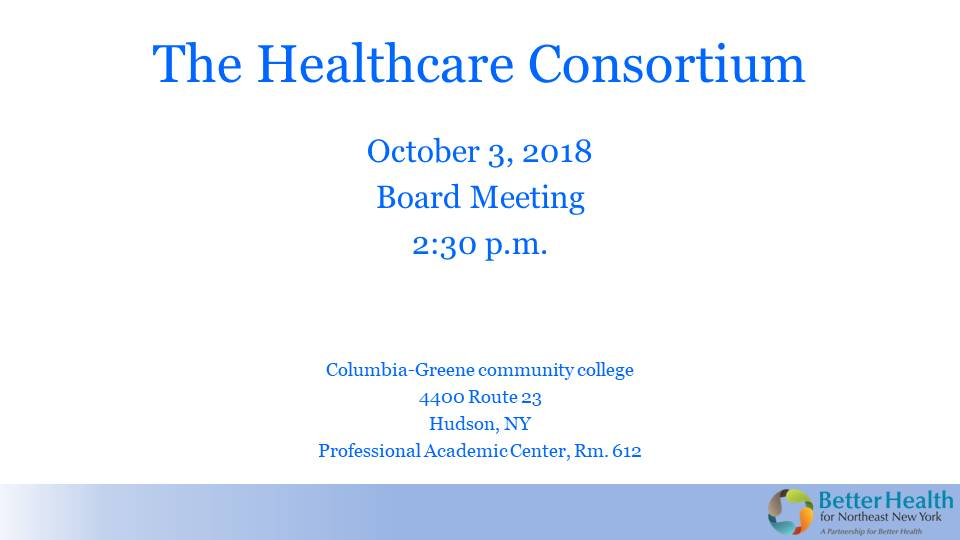 The Healthcare Consortium
October 3, 2018
Board Meeting
2:30 p.m.
Columbia-Greene community college
4400 Route 23
Hudson, NY
Professional Academic Center, Rm. 612
Better Health
for Northeast New York
A Partnership for Better Health